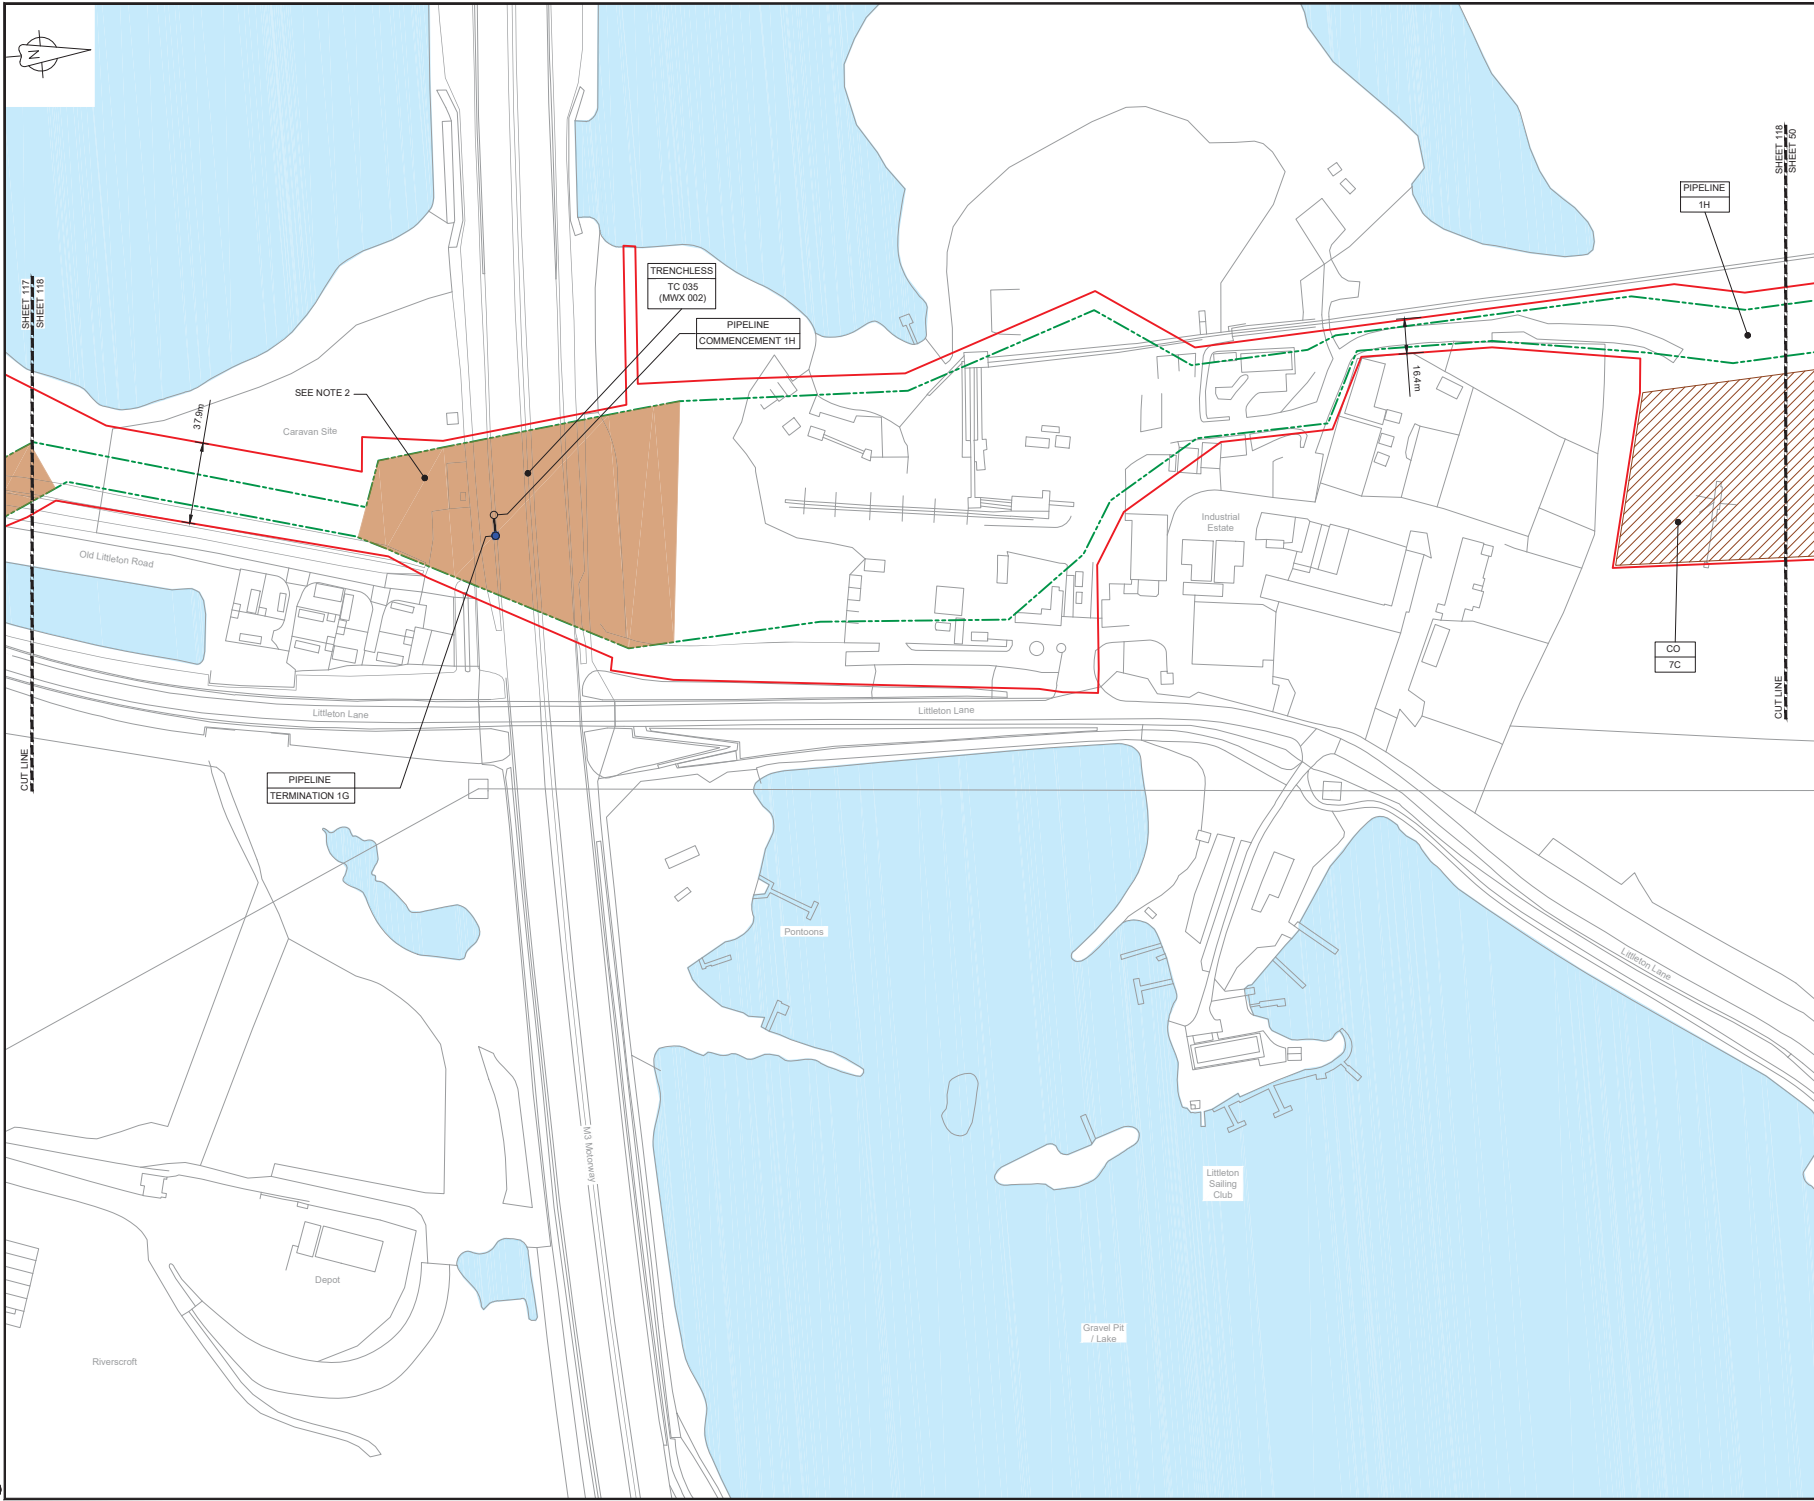 N
SHEET 117
SHEET 118
CUT LINE
37.9m
SEE NOTE 2
Caravan Site
Old Littleton Road
TRENCHLESS
TC 035
(MWX 002)
PIPELINE
COMMENCEMENT 1H
PIPELINE
TERMINATION 1G
Littleton Lane
Littleton Lane
Industrial
Estate
16.4m
PIPELINE
1H
SHEET 118
SHEET 50
CUT LINE
CO
7C
Pontoons
Littleton Lane
M3 Motorway
Littleton
Sailing
Club
Depot
Riverscroft
Gravel Pit
/ Lake